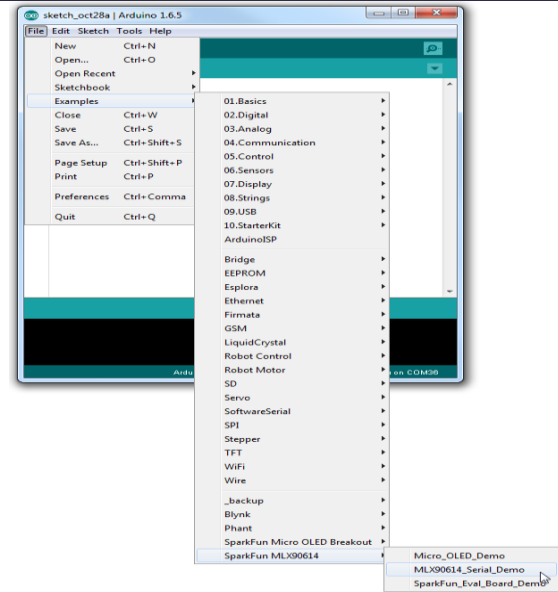 sketch_oct28a | Arduino 1.6.5
File Edit Sketch Tools Help
New Ctrl+N
Open... Ctrl+O
Open Recent
Sketchbook
Examples
Close Ctrl+W
Save Ctrl+S
Save As... Ctrl+Shift+S
Page Setup Ctrl+Shift+P
Print Ctrl+P
Preferences Ctrl+Comma
Quit Ctrl+Q
01.Basics
02.Digital
03.Analog
04.Communication
05.Control
06.Sensors
07.Display
08.Strings
09.USB
10.StarterKit
ArduinoISP
Bridge
EEPROM
Esplora
Ethernet
Firmata
GSM
LiquidCrystal
Robot Control
Robot Motor
SD
Servo
SoftwareSerial
SPI
Stepper
TFT
WiFi
Wire
_backup
Blynk
Phant
SparkFun Micro OLED Breakout
SparkFun MLX90614
Micro_OLED_Demo
MLX90614_Serial_Demo
SparkFun_Eval_Board_Demo
Ardu
on COM36